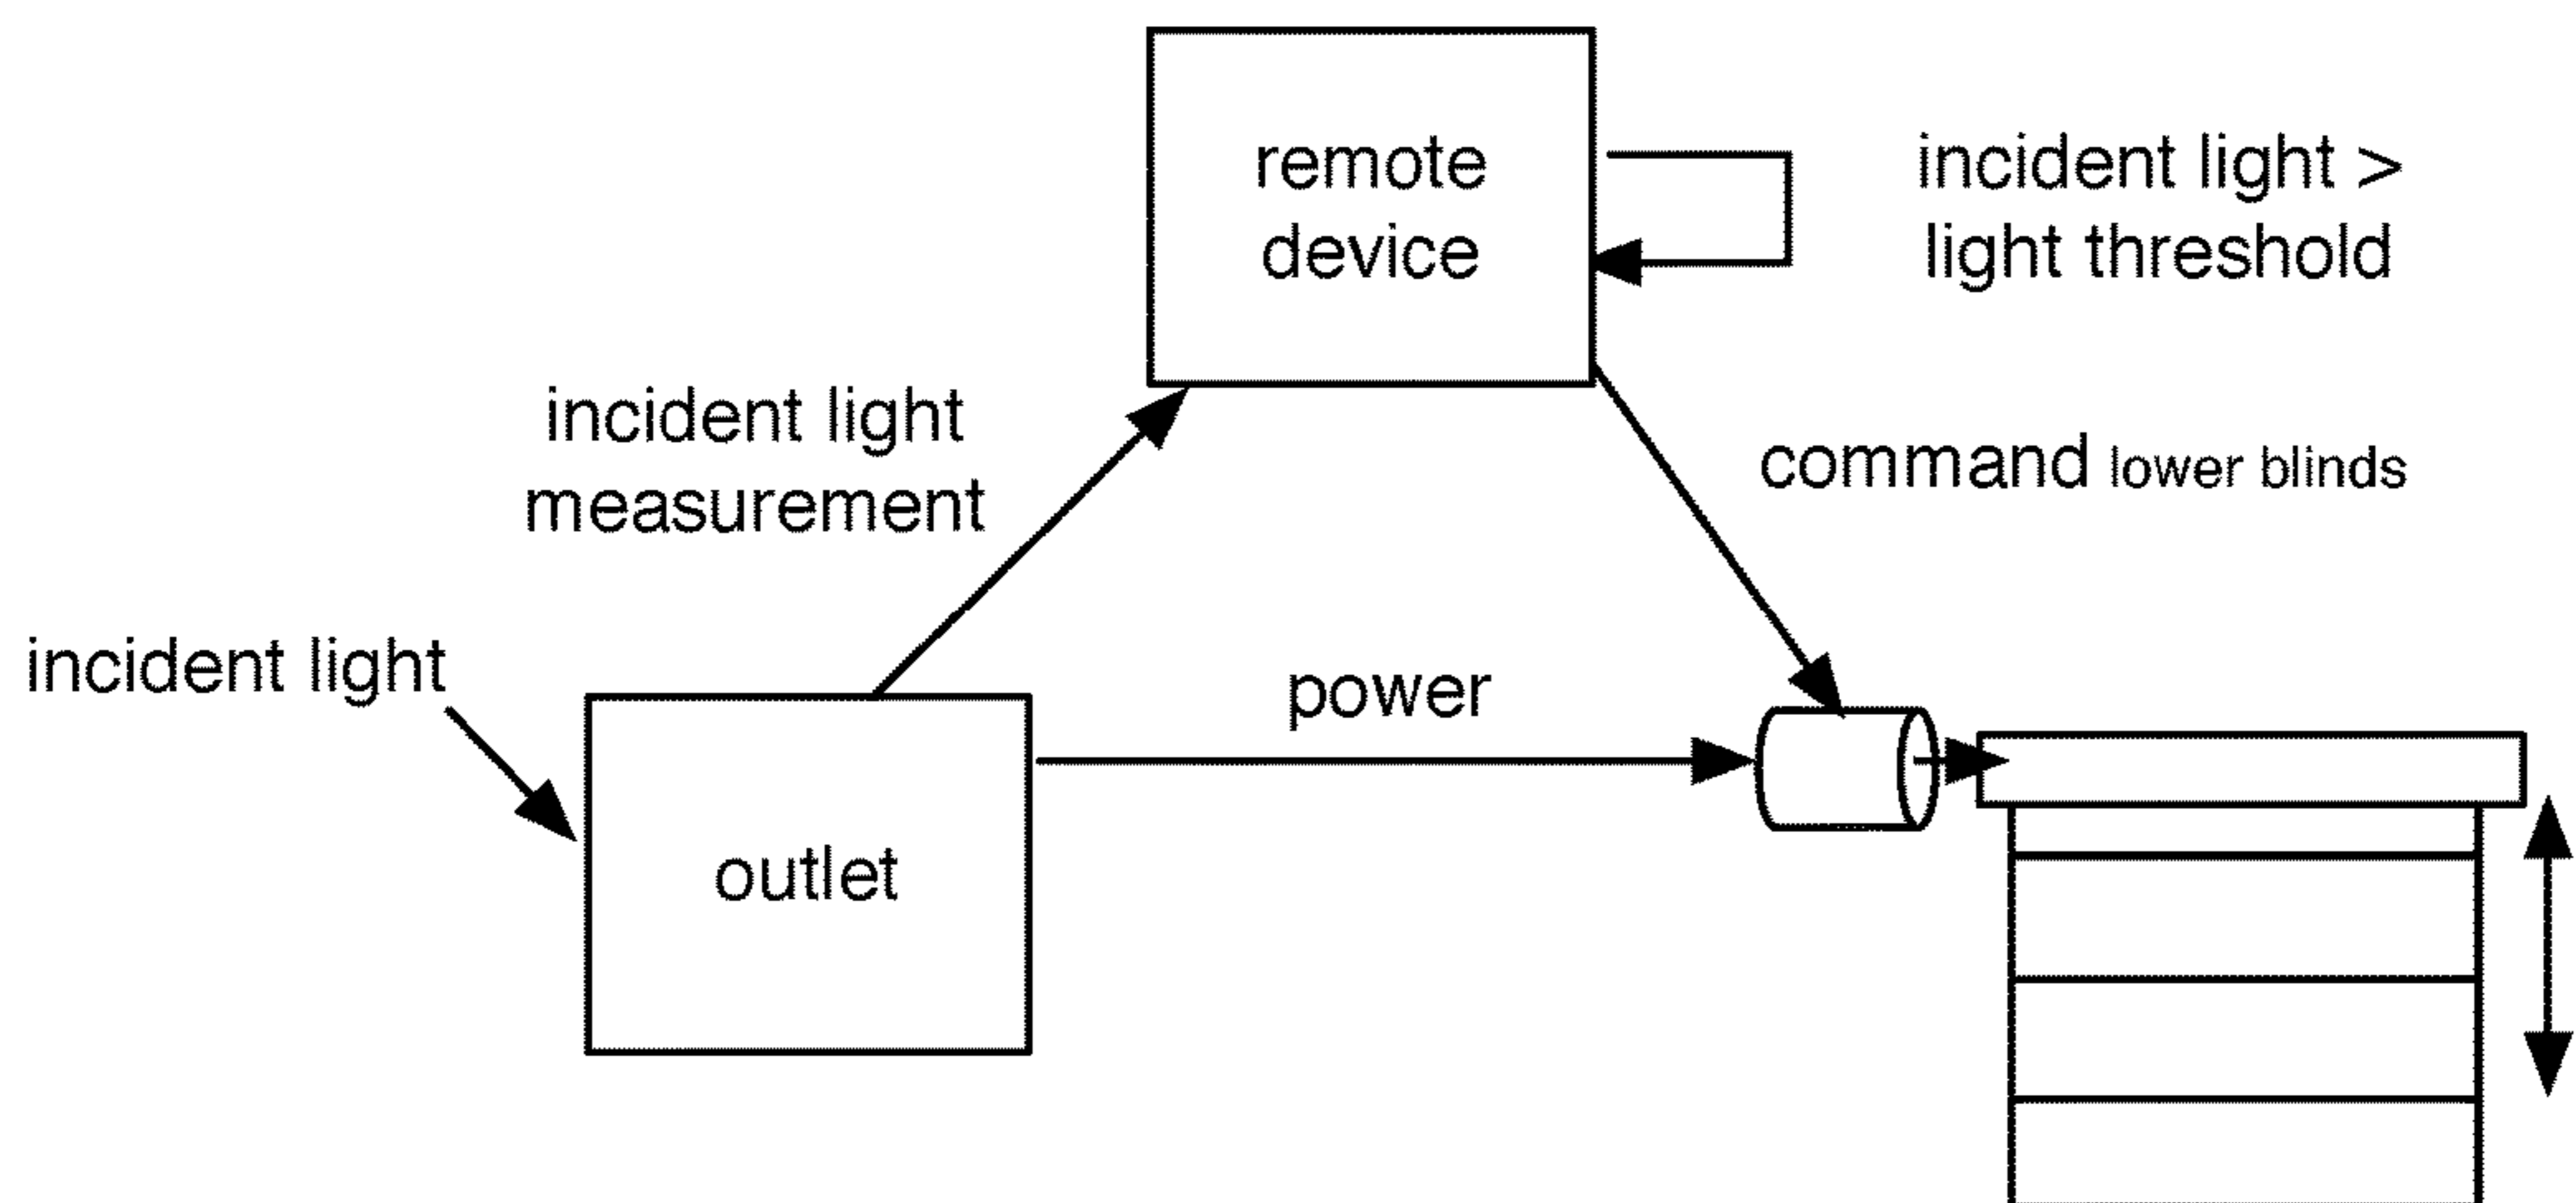 remote
device
incident light >
light threshold
incident light
measurement
command lower blinds
incident light
power
outlet